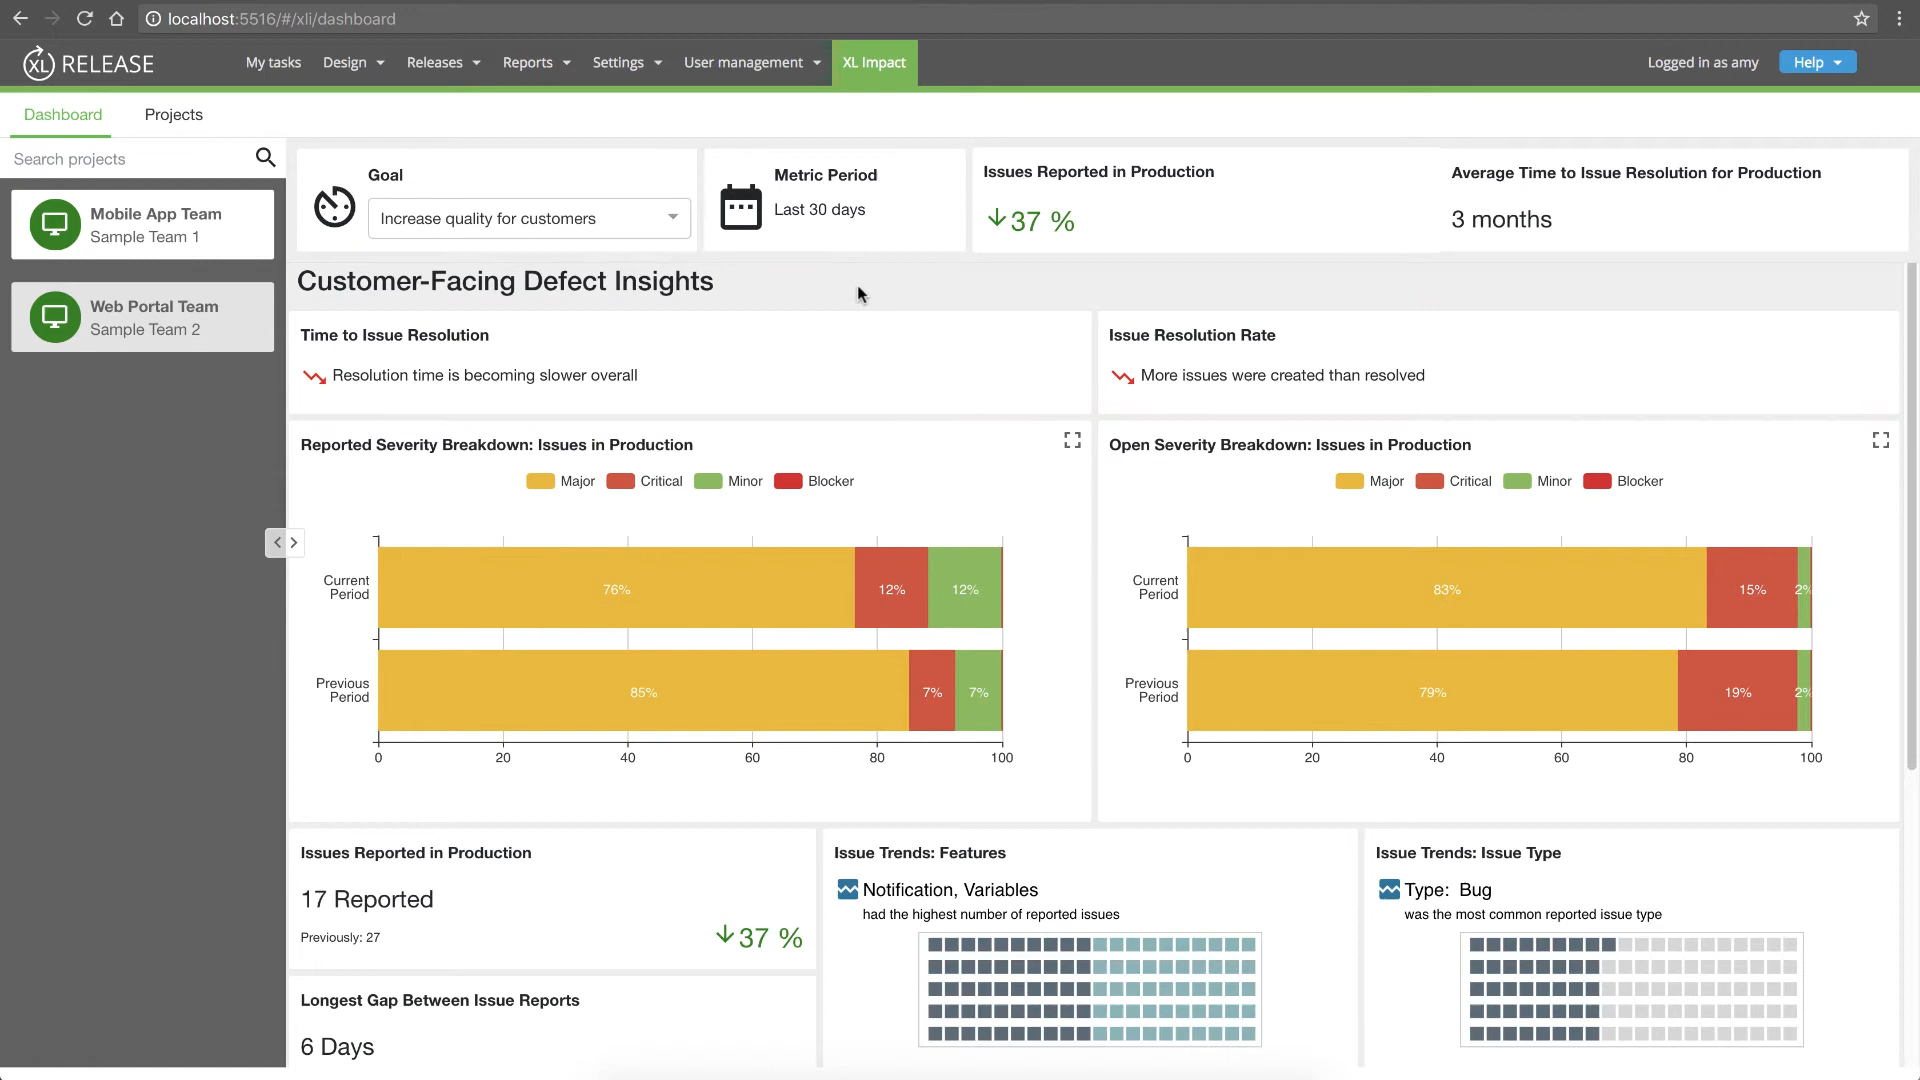 localhost:5516/#/xli/dashboard
XL RELEASE
My tasks
Design
Releases
Reports
Settings
User management
XL Impact
Logged in as amy
Help
Dashboard
Projects
Search projects
Mobile App Team
Sample Team 1
Web Portal Team
Sample Team 2
Goal
Increase quality for customers
Metric Period
Last 30 days
Issues Reported in Production
37 %
Average Time to Issue Resolution for Production
3 months
Customer-Facing Defect Insights
Time to Issue Resolution
Resolution time is becoming slower overall
Issue Resolution Rate
More issues were created than resolved
Reported Severity Breakdown: Issues in Production
Major Critical Minor Blocker
Current
Period
76% 12% 12%
Previous
Period
85% 7% 7%
0 20 40 60 80 100
Open Severity Breakdown: Issues in Production
Major Critical Minor Blocker
Current
Period
83% 15% 2%
Previous
Period
79% 19% 2%
0 20 40 60 80 100
Issues Reported in Production
17 Reported
Previously: 27
37 %
Longest Gap Between Issue Reports
6 Days
Issue Trends: Features
Notification, Variables
had the highest number of reported issues
Issue Trends: Issue Type
Type: Bug
was the most common reported issue type